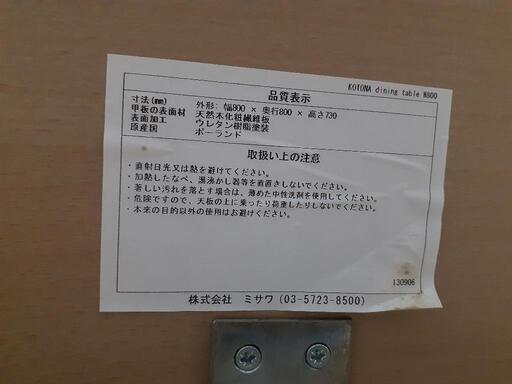 KOTONA dining table W800
品質表示
寸法(mm) 外形: 幅800 × 奥行800 × 高さ730
甲板の表面材 天然木化粧繊維板
表面加工 ウレタン樹脂塗装
原産国 ポーランド
取扱い上の注意
・直射日光又は熱を避けてください。
・加熱したなべ、湯沸かし器等を直置きしないでください。
・著しい汚れを落とす場合は、薄めた中性洗剤を使用してください。
・危険ですので、天板の上に乗ったり荷重したりしないでください。
・本来の目的以外の使用はお避けください。
130906
株式会社 ミサワ (03-5723-8500)